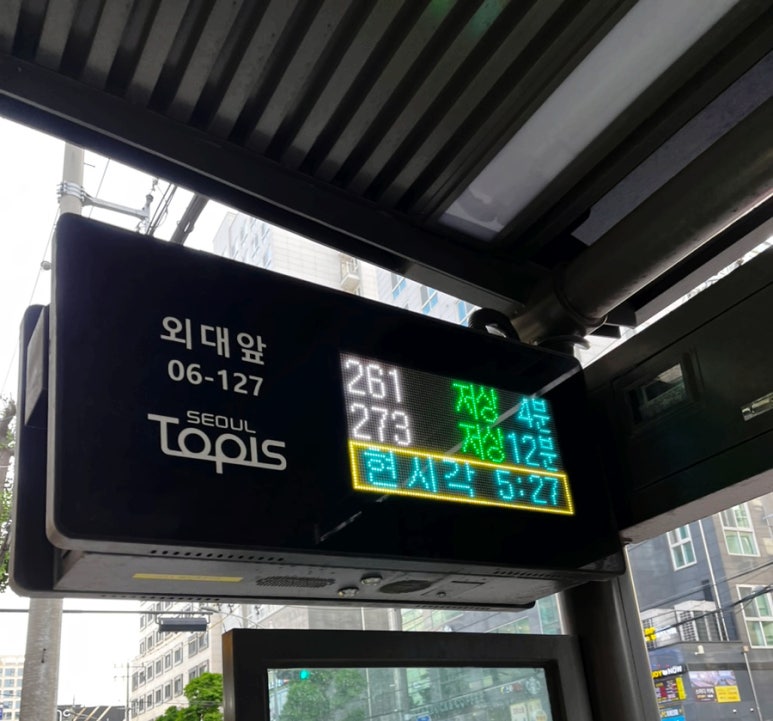 외대앞
06-127
SEOUL
Topis
261 저상 4분
273 저상 12분
현시각 5:27